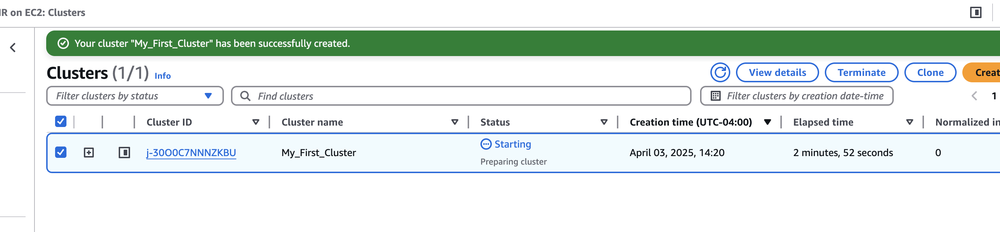 IR on EC2: Clusters
Your cluster "My_First_Cluster" has been successfully created.
Clusters (1/1) Info
View details
Terminate
Clone
Creat
Filter clusters by status
Find clusters
Filter clusters by creation date-time
1
Cluster ID
Cluster name
Status
Creation time (UTC-04:00)
Elapsed time
Normalized in
j-30O0C7NNNZKBU
My_First_Cluster
Starting
Preparing cluster
April 03, 2025, 14:20
2 minutes, 52 seconds
0